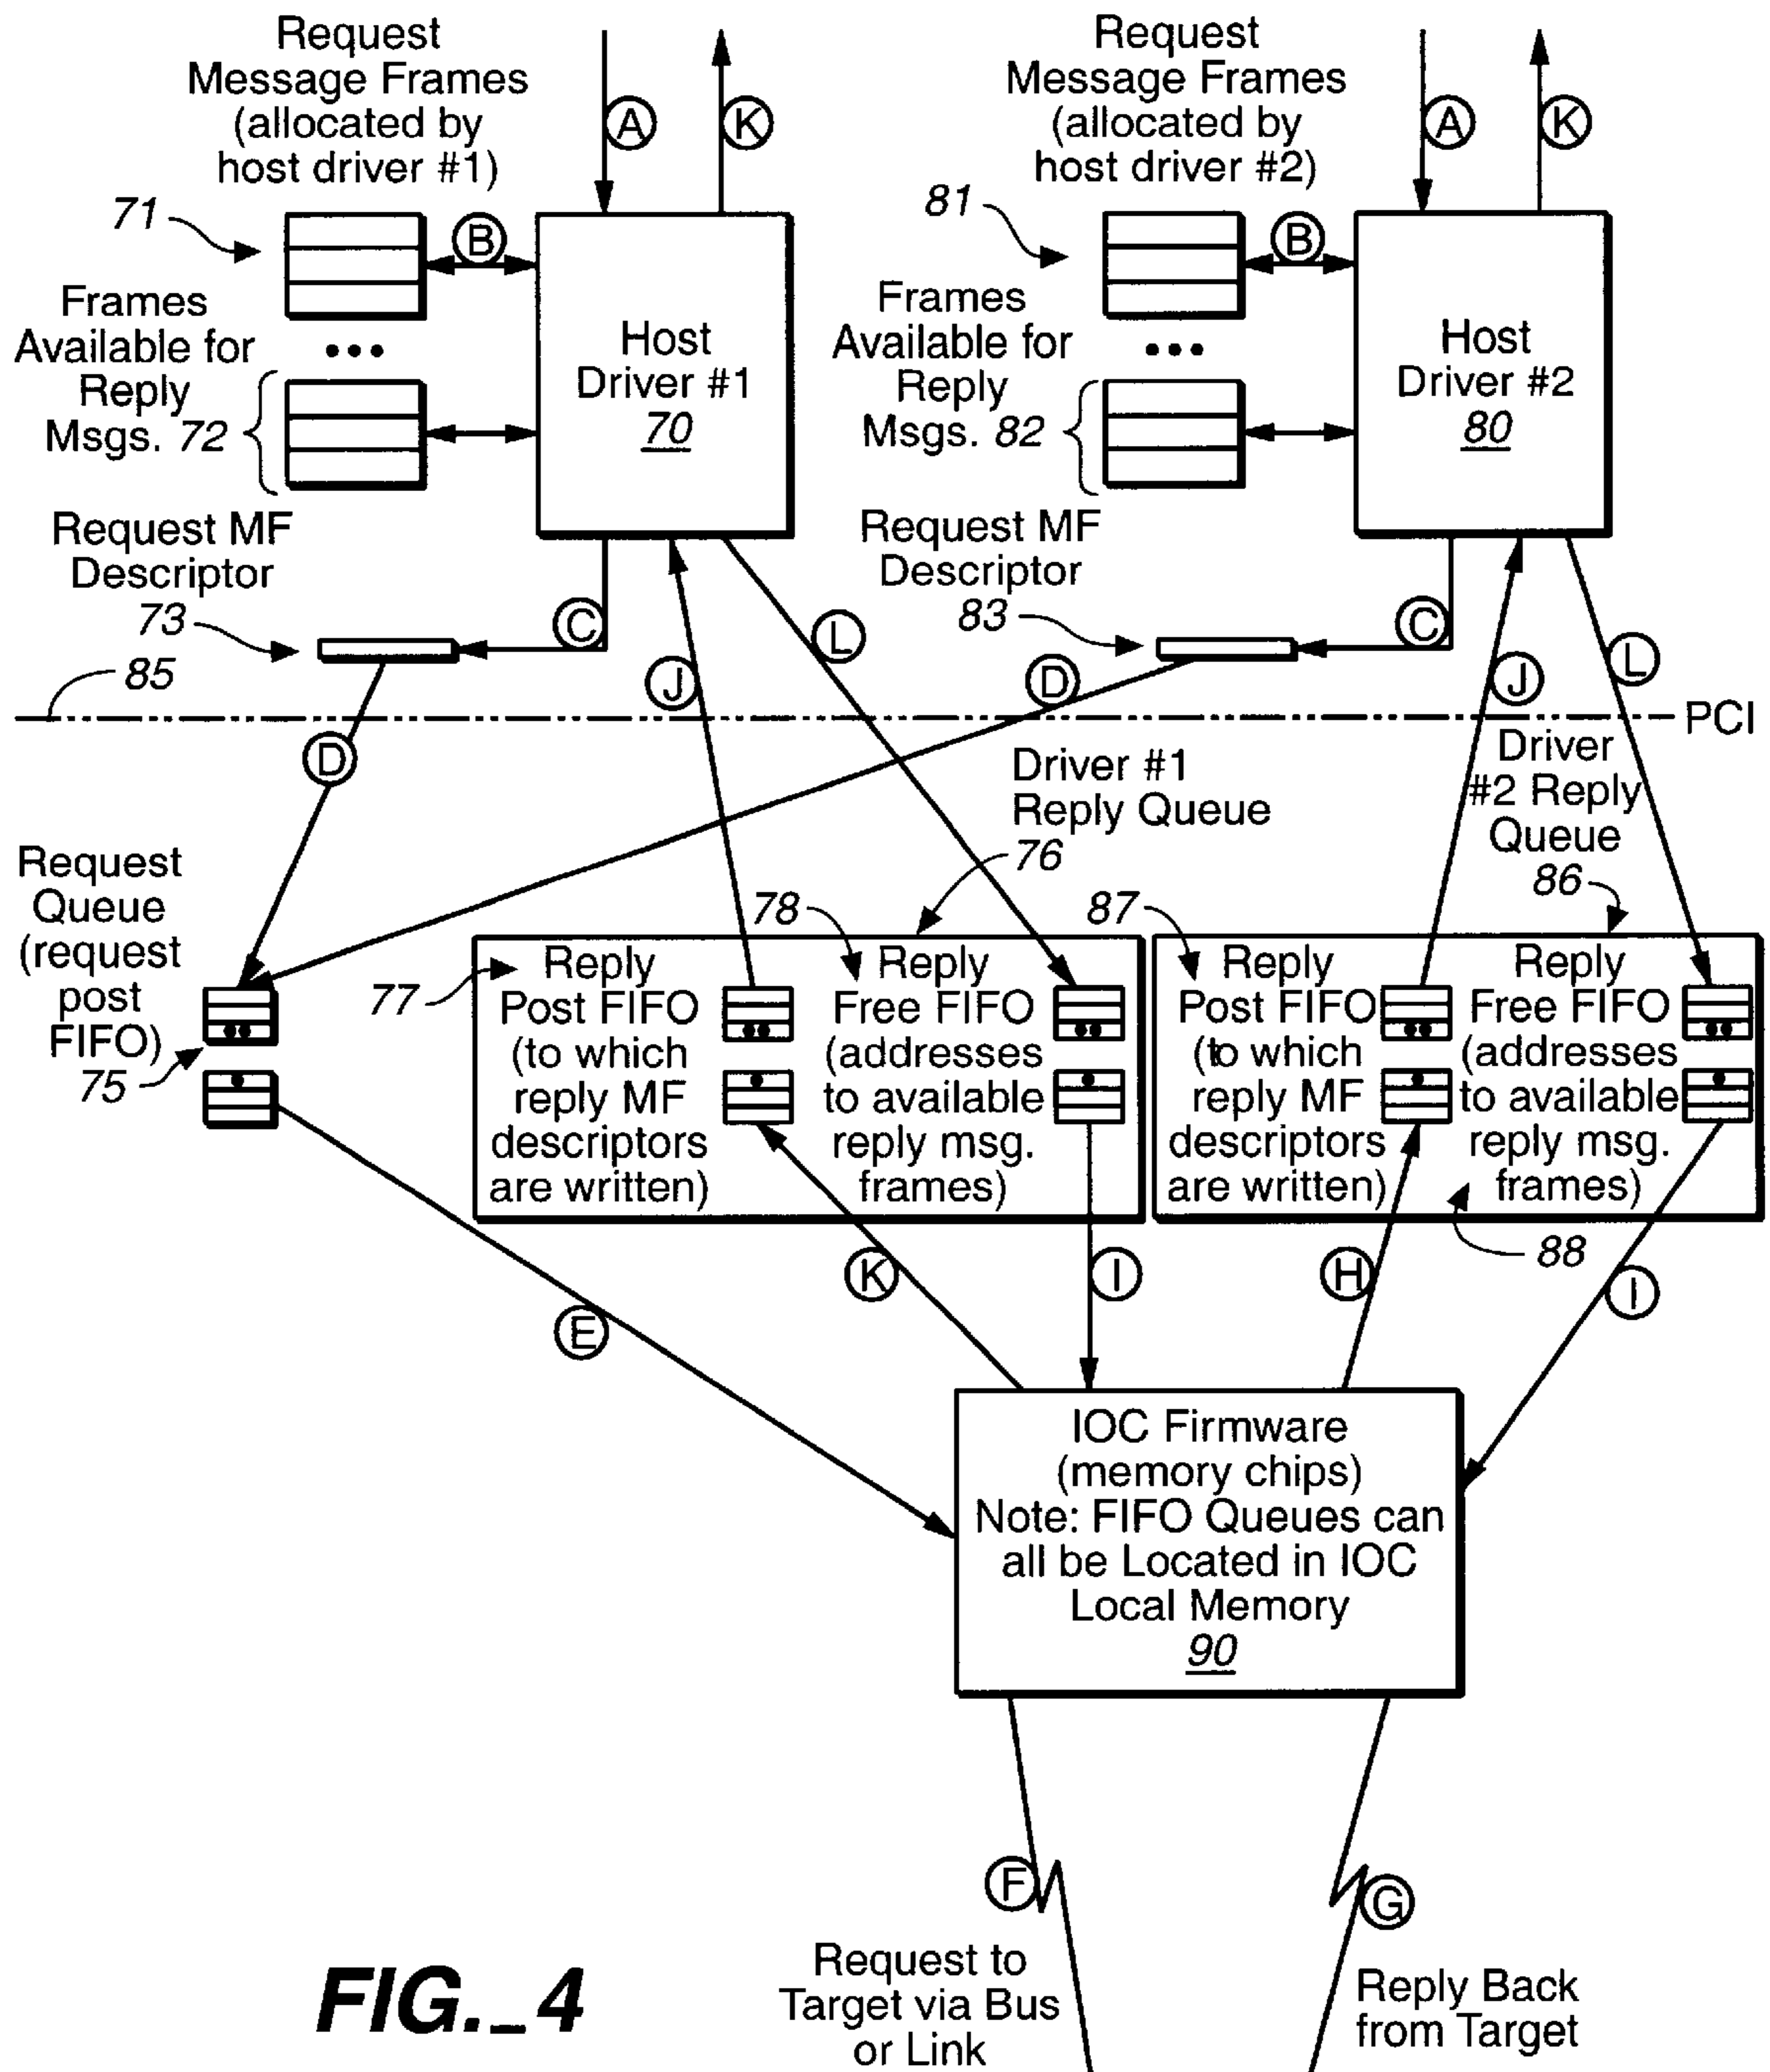 Request
Message Frames
(allocated by
host driver #1)
A
K
Request
Message Frames
(allocated by
host driver #2)
A
K
71
B
81
B
Frames
Available for
Reply
Msgs. 72
Host
Driver #1
70
Frames
Available for
Reply
Msgs. 82
Host
Driver #2
80
Request MF
Descriptor
73
C
L
J
Request MF
Descriptor
83
C
D
J
L
85
PCI
D
Driver #1
Reply Queue
76
Driver
#2 Reply
Queue
86
Request
Queue
(request
post
FIFO)
75
77
78
87
Reply
Post FIFO
(to which
reply MF
descriptors
are written)
Reply
Free FIFO
(addresses
to available
reply msg.
frames)
Reply
Post FIFO
(to which
reply MF
descriptors
are written)
Reply
Free FIFO
(addresses
to available
reply msg.
frames)
88
E
K
I
H
I
IOC Firmware
(memory chips)
Note: FIFO Queues can
all be Located in IOC
Local Memory
90
F
G
Request to
Target via Bus
or Link
Reply Back
from Target
FIG._4